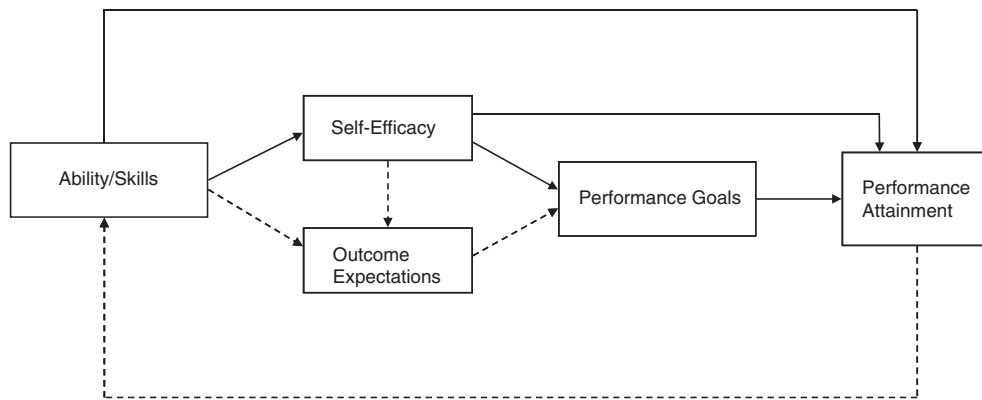 Self-Efficacy
Ability/Skills
Performance Goals
Performance
Attainment
Outcome
Expectations